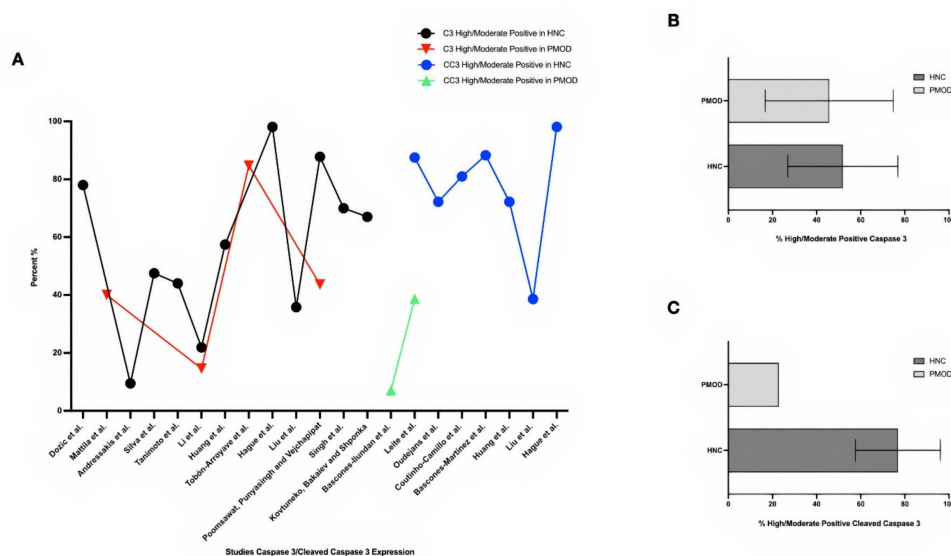 A
C3 High/Moderate Positive in HNC
C3 High/Moderate Positive in PMOD
CC3 High/Moderate Positive in HNC
CC3 High/Moderate Positive in PMOD
Percent %
100
80
60
40
20
0
Dozic et al.
Mattila et al.
Andressakis et al.
Silva et al.
Tanimoto et al.
Li et al.
Huang et al.
Tobón-Arroyave et al.
Hague et al.
Liu et al.
Poomsawat, Punyasingh and Vejchapipat
Singh et al.
Kovtuneko, Bakaiev and Shponka
Bascones-Ilundan et al.
Leite et al.
Oudejans et al.
Coutinho-Camillo et al.
Bascones-Martinez et al.
Huang et al.
Liu et al.
Hague et al.
Studies Caspase 3/Cleaved Caspase 3 Expression
B
HNC
PMOD
PMOD
HNC
0 20 40 60 80 100
% High/Moderate Positive Caspase 3
C
HNC
PMOD
PMOD
HNC
0 20 40 60 80 100
% High/Moderate Positive Cleaved Caspase 3